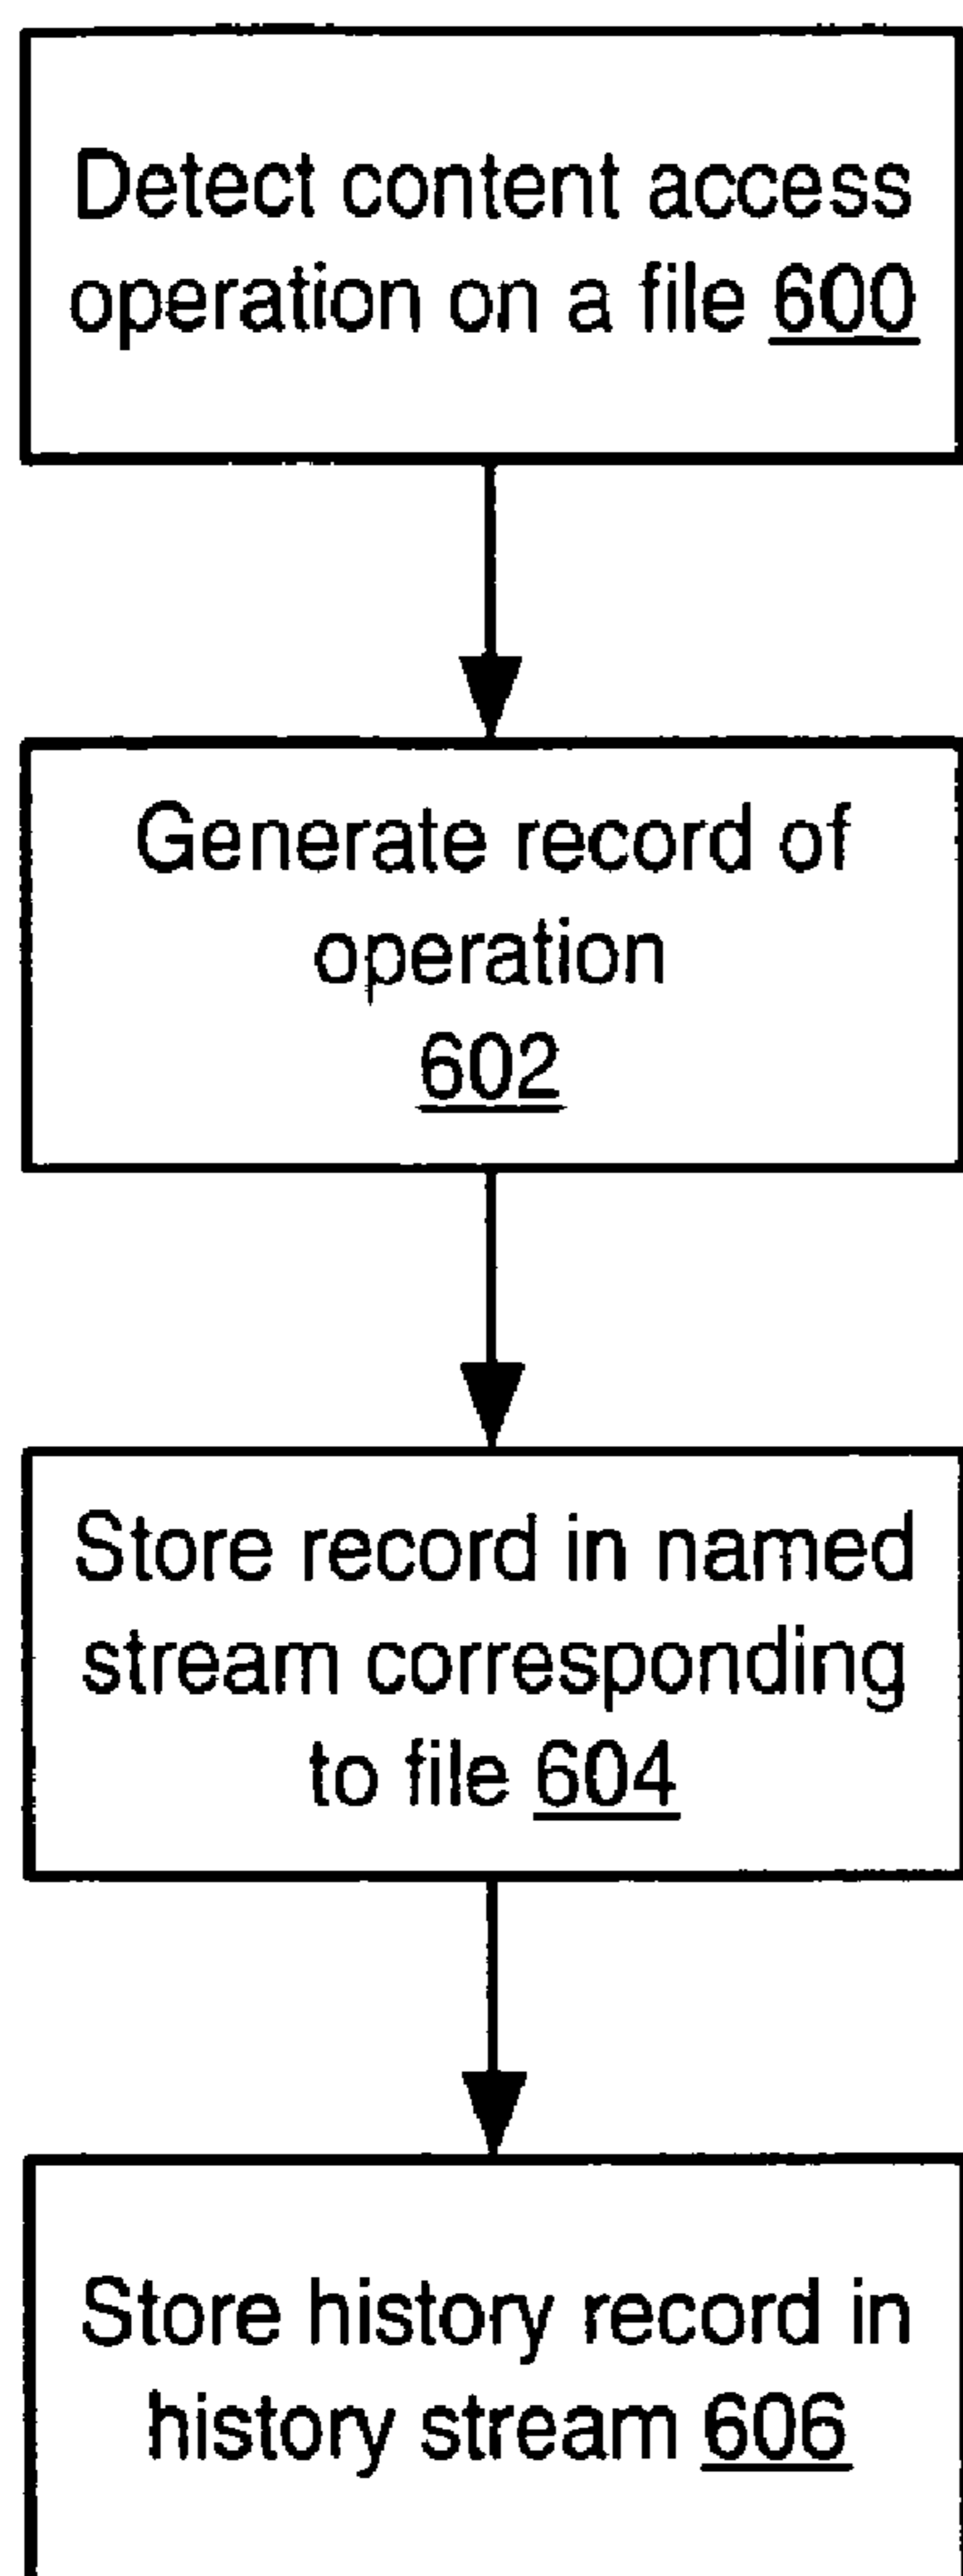 Detect content access
operation on a file 600
Generate record of
operation
602
Store record in named
stream corresponding
to file 604
Store history record in
history stream 606